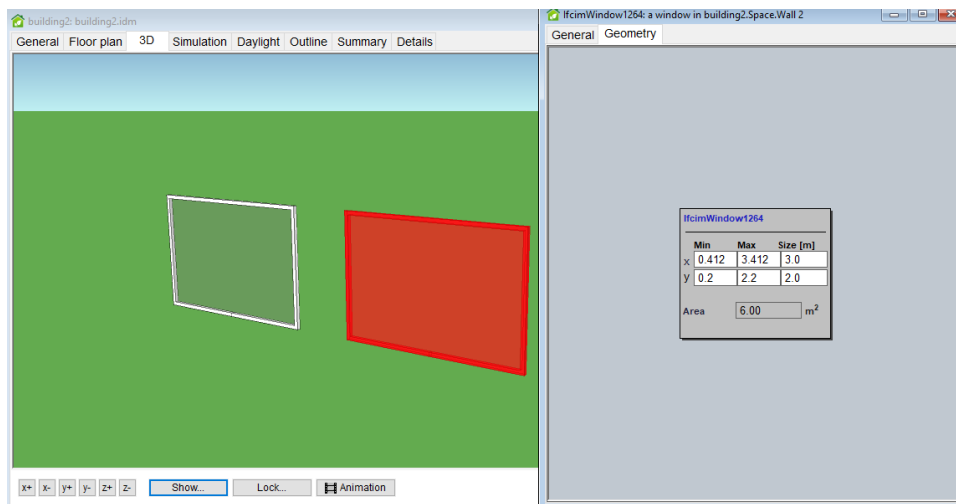 building2: building2.idm
General Floor plan 3D Simulation Daylight Outline Summary Details
x+ x- y+ y- z+ z- Show... Lock... Animation
IfcimWindow1264: a window in building2.Space.Wall 2
General Geometry
IfcimWindow1264
Min Max Size [m]
x 0.412 3.412 3.0
y 0.2 2.2 2.0
Area 6.00 m²